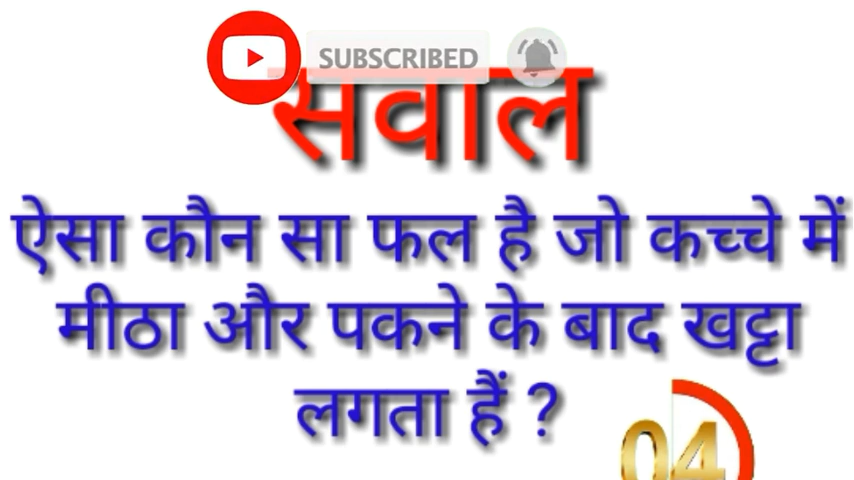 SUBSCRIBED
सवाल
ऐसा कौन सा फल है जो कच्चे में
मीठा और पकने के बाद खट्टा
लगता हैं ?
04